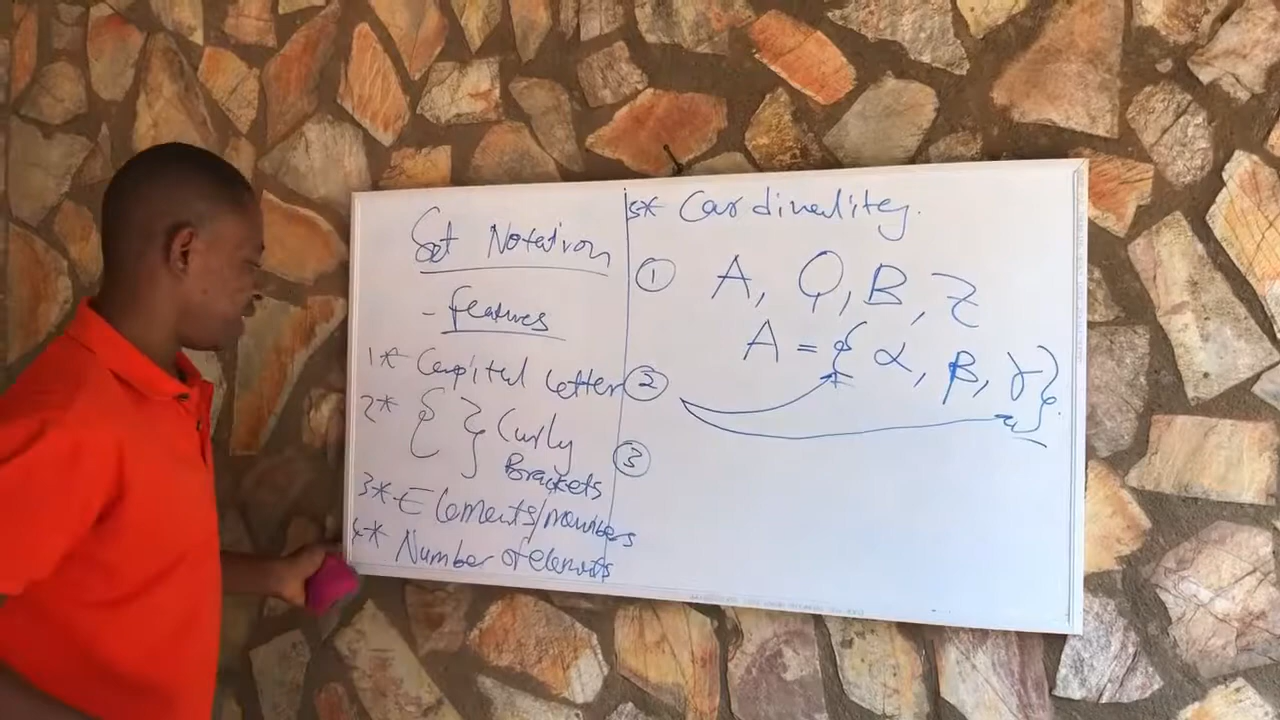 Set Notation
- features
1* Capital Letter
2* { } Curly
Brackets
3* Elements/members
4* Number of elements
5* Cardinality.
① A, Q, B, Z
A = { α, β, γ}
②
③